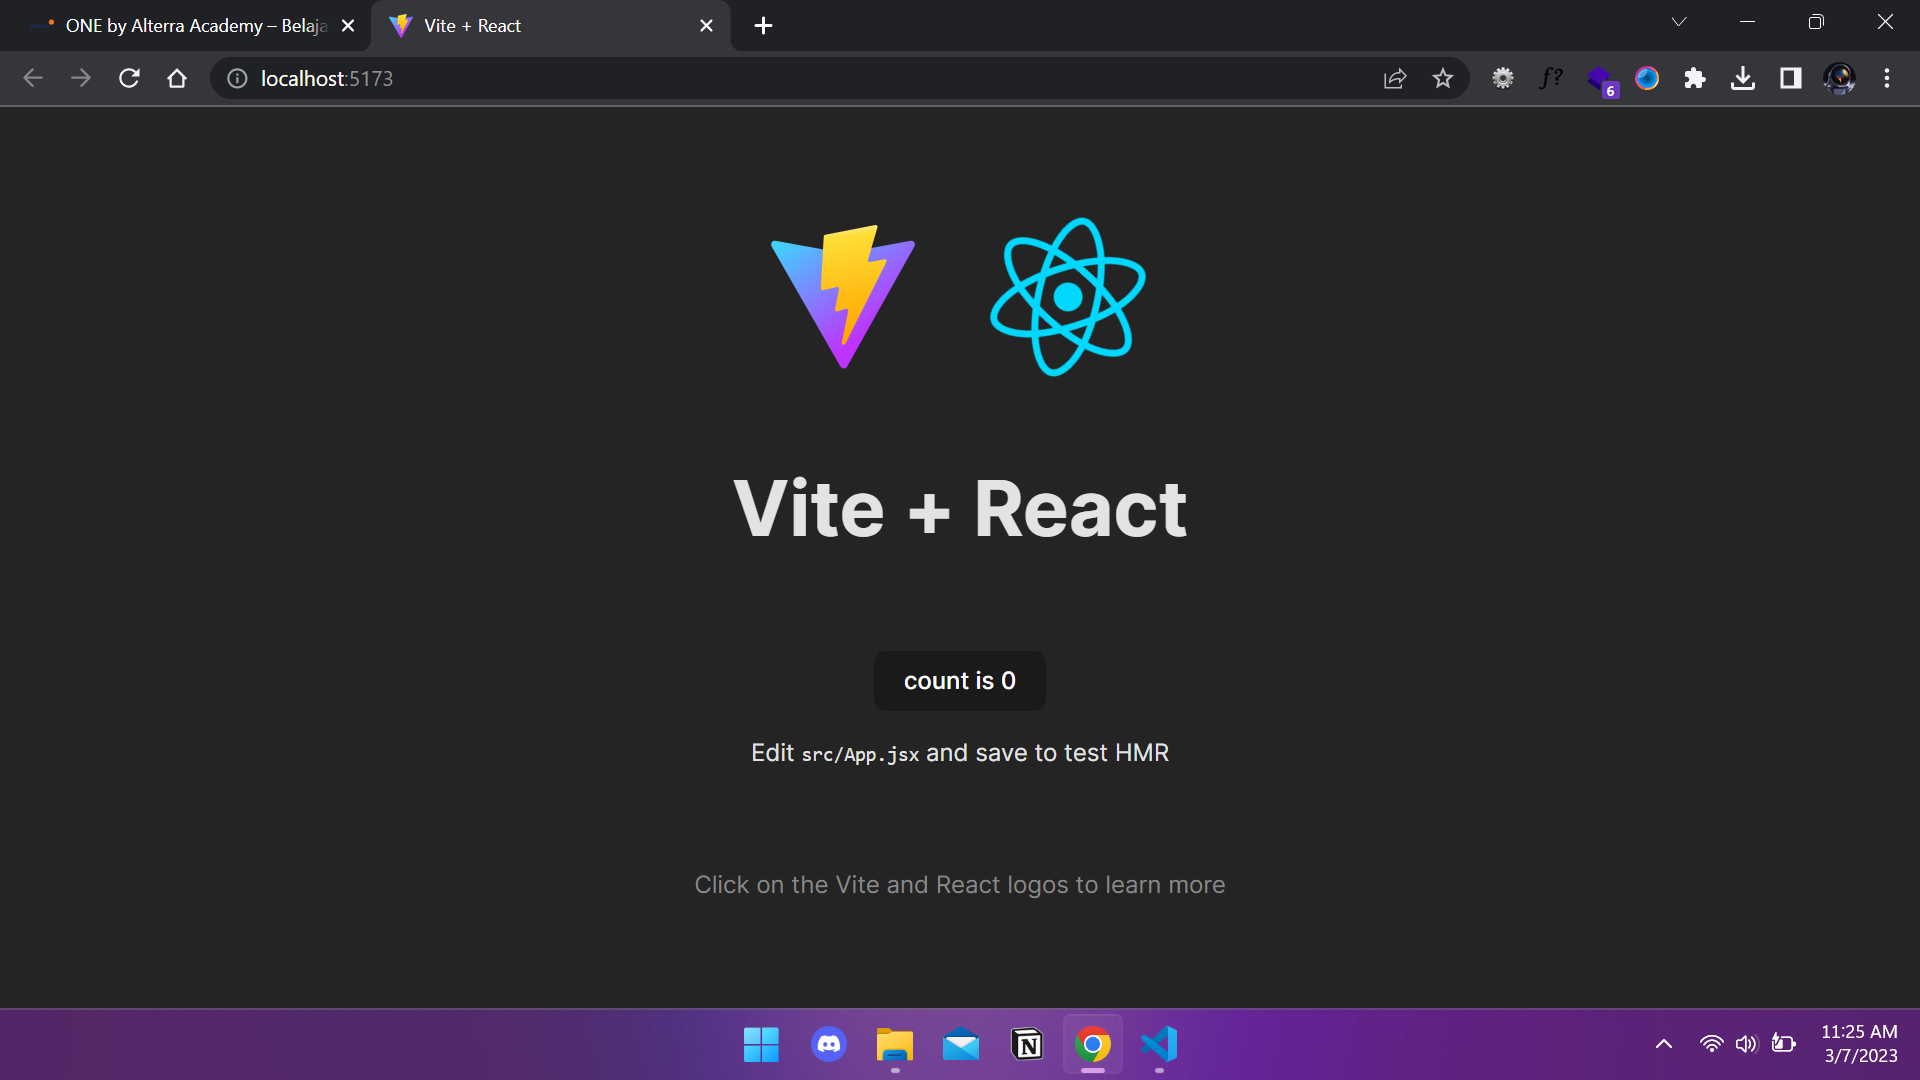 ONE by Alterra Academy – Belaja
Vite + React
localhost:5173
f?
6
Vite + React
count is 0
Edit src/App.jsx and save to test HMR
Click on the Vite and React logos to learn more
N
11:25 AM
3/7/2023